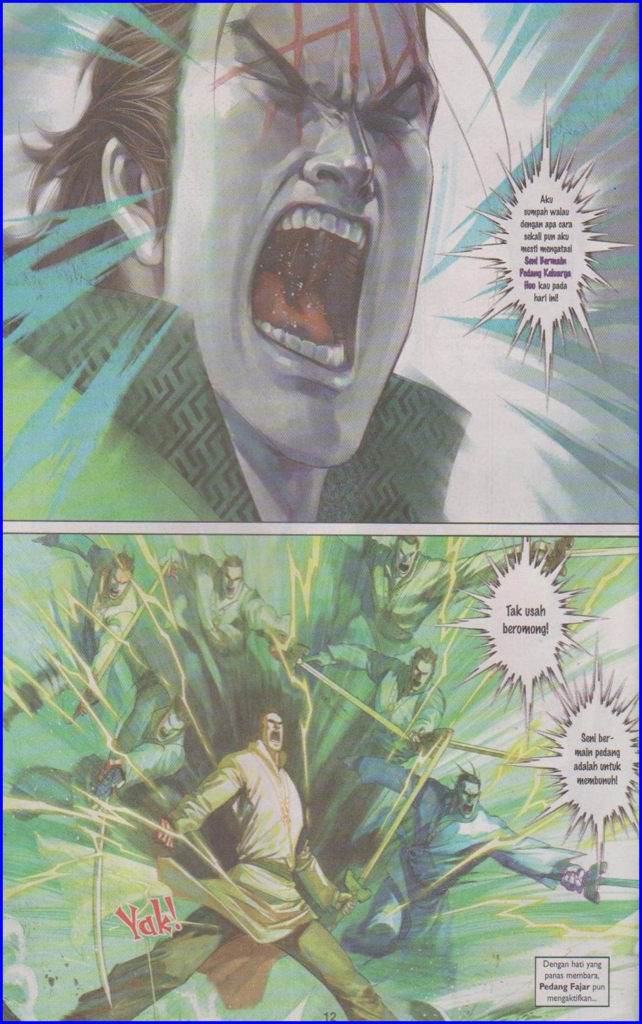 Aku
sumpah walau
dengan apa cara
sekali pun aku
mesti mengatasi
Seni Bermain
Pedang Keluarga
Huo kau pada
hari ini!
Tak usah
beromong!
Seni ber-
main pedang
adalah untuk
membunuh!
Yak!
Dengan hati yang
panas membara,
Pedang Fajar pun
mengaktifkan...
12